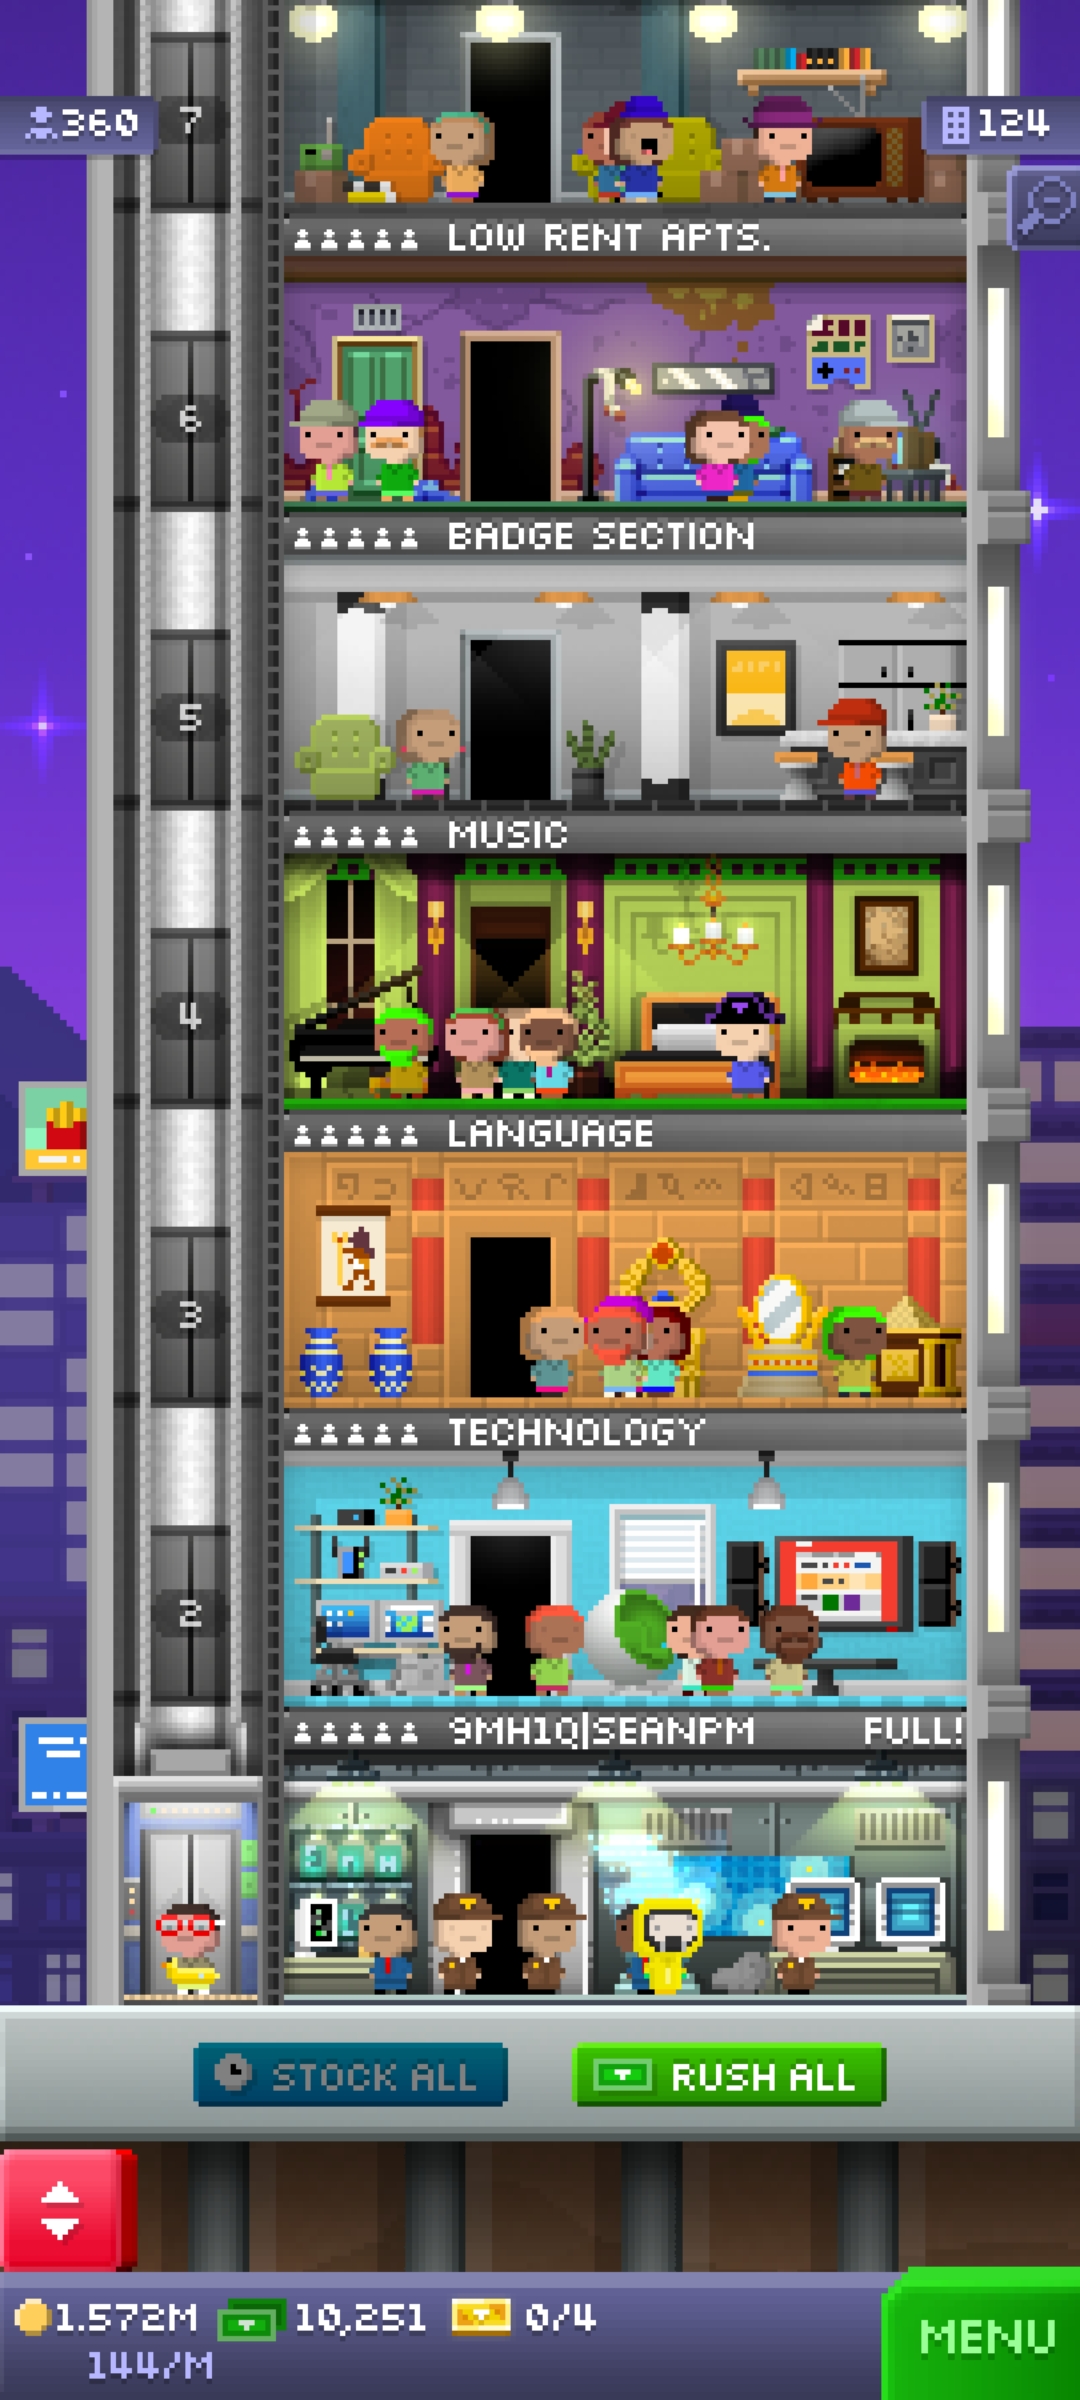 360
7
124
LOW RENT APTS.
6
BADGE SECTION
5
MUSIC
4
LANGUAGE
3
TECHNOLOGY
2
9MH1Q|SEANPM FULL!
STOCK ALL
RUSH ALL
1.572M 10,251 0/4
144/M
MENU